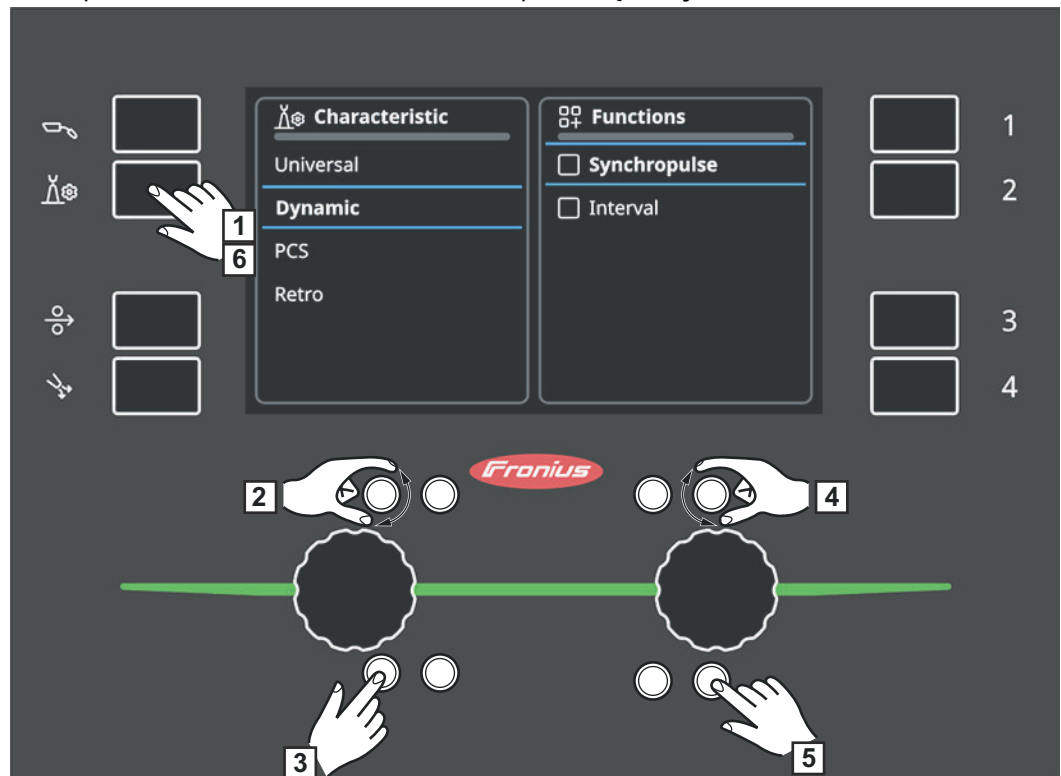 Characteristic
Functions
1
Universal
Synchropulse
2
Dynamic
Interval
1
PCS
6
Retro
3
4
Fronius
2
4
3
5